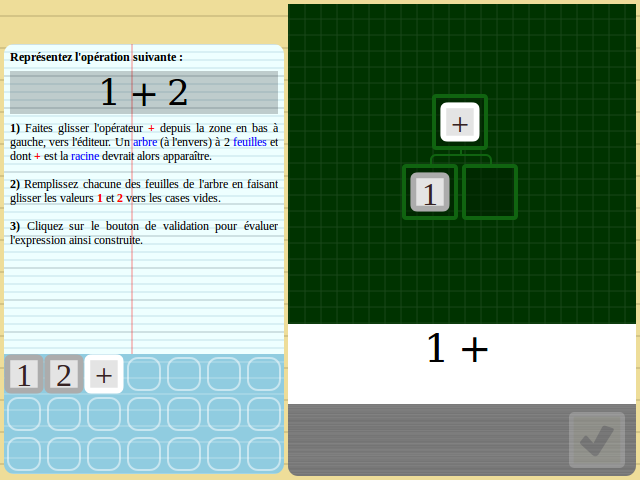 Représentez l'opération suivante :
1 + 2
1) Faites glisser l'opérateur + depuis la zone en bas à
gauche, vers l'éditeur. Un arbre (à l'envers) à 2 feuilles et
dont + est la racine devrait alors apparaître.
2) Remplissez chacune des feuilles de l'arbre en faisant
glisser les valeurs 1 et 2 vers les cases vides.
3) Cliquez sur le bouton de validation pour évaluer
l'expression ainsi construite.
1 2 +
+
1
1 +